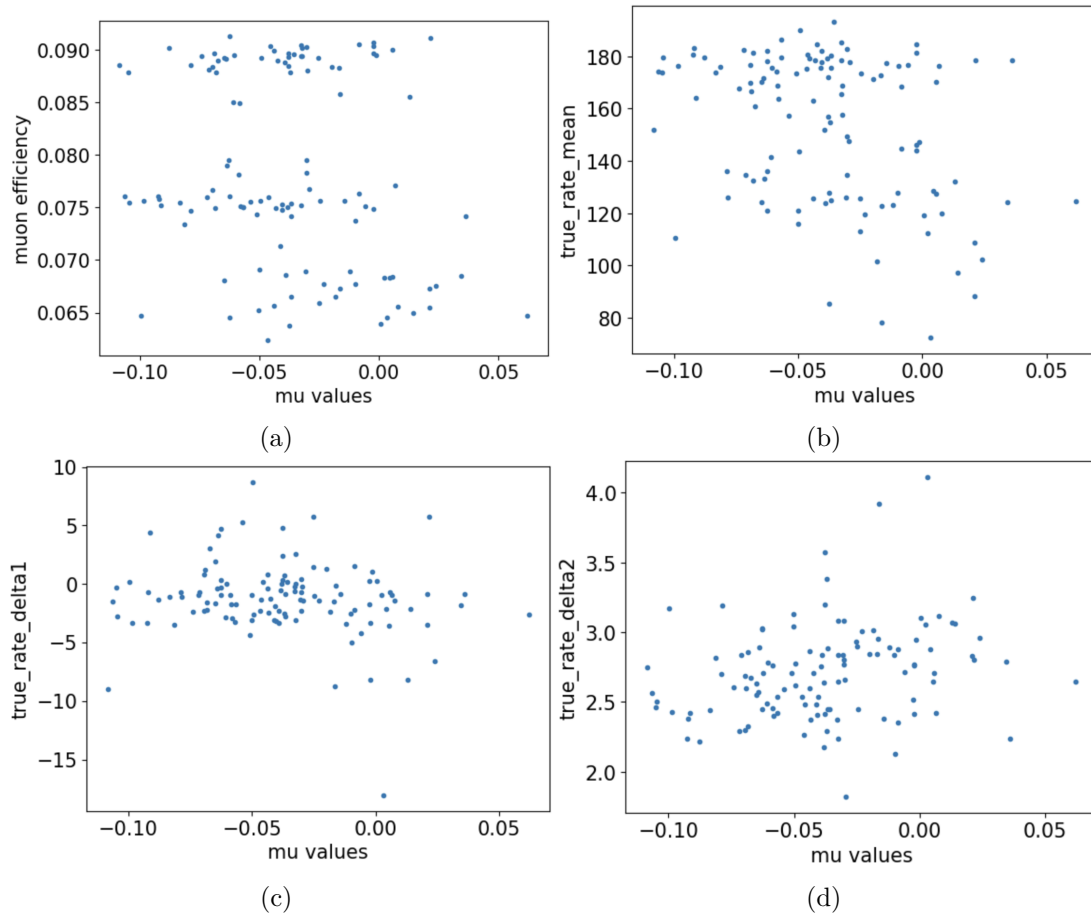 muon efficiency
0.090
0.085
0.080
0.075
0.070
0.065
−0.10 −0.05 0.00 0.05
mu values
(a)
true_rate_mean
180
160
140
120
100
80
−0.10 −0.05 0.00 0.05
mu values
(b)
true_rate_delta1
10
5
0
−5
−10
−15
−0.10 −0.05 0.00 0.05
mu values
(c)
true_rate_delta2
4.0
3.5
3.0
2.5
2.0
−0.10 −0.05 0.00 0.05
mu values
(d)